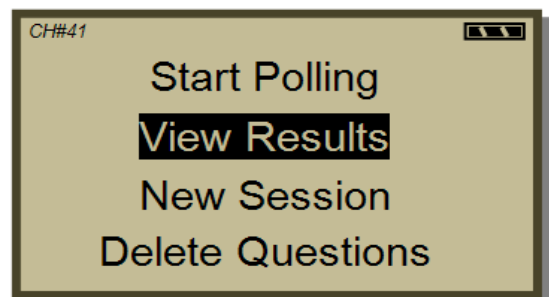 CH#41
Start Polling
View Results
New Session
Delete Questions